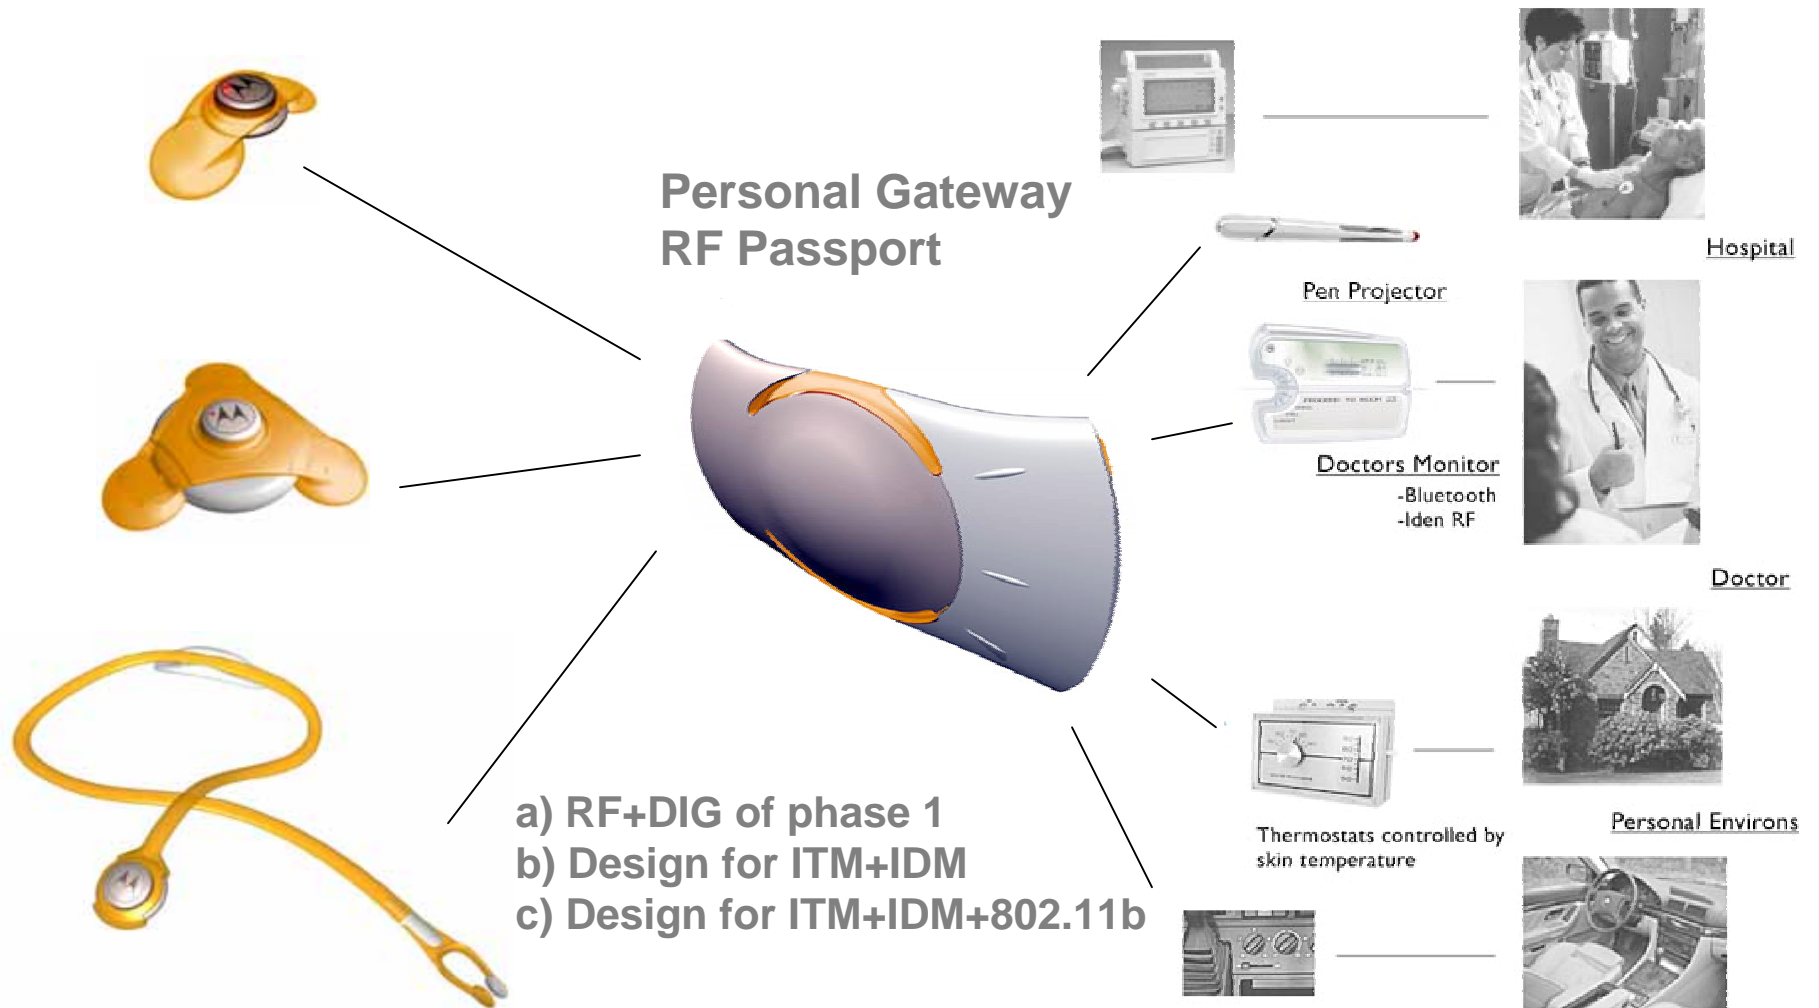 Personal Gateway
RF Passport
Hospital
Pen Projector
Doctors Monitor
-Bluetooth
-Iden RF
Doctor
Thermostats controlled by
skin temperature
Personal Environs
a) RF+DIG of phase 1
b) Design for ITM+IDM
c) Design for ITM+IDM+802.11b